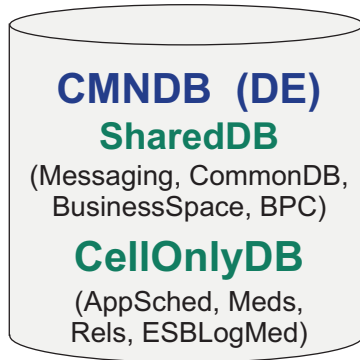 CMNDB (DE)
SharedDB
(Messaging, CommonDB,
BusinessSpace, BPC)
CellOnlyDB
(AppSched, Meds,
Rels, ESBLogMed)